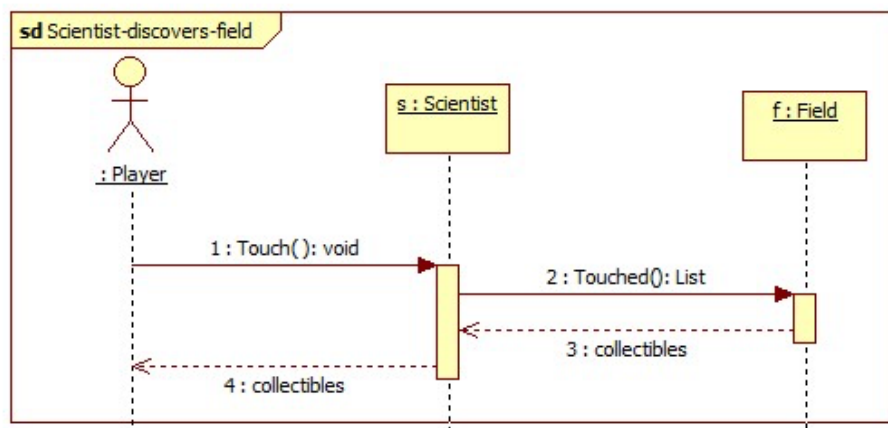 sd Scientist-discovers-field
s : Scientist
f : Field
: Player
1 : Touch( ): void
2 : Touched(): List
3 : collectibles
4 : collectibles